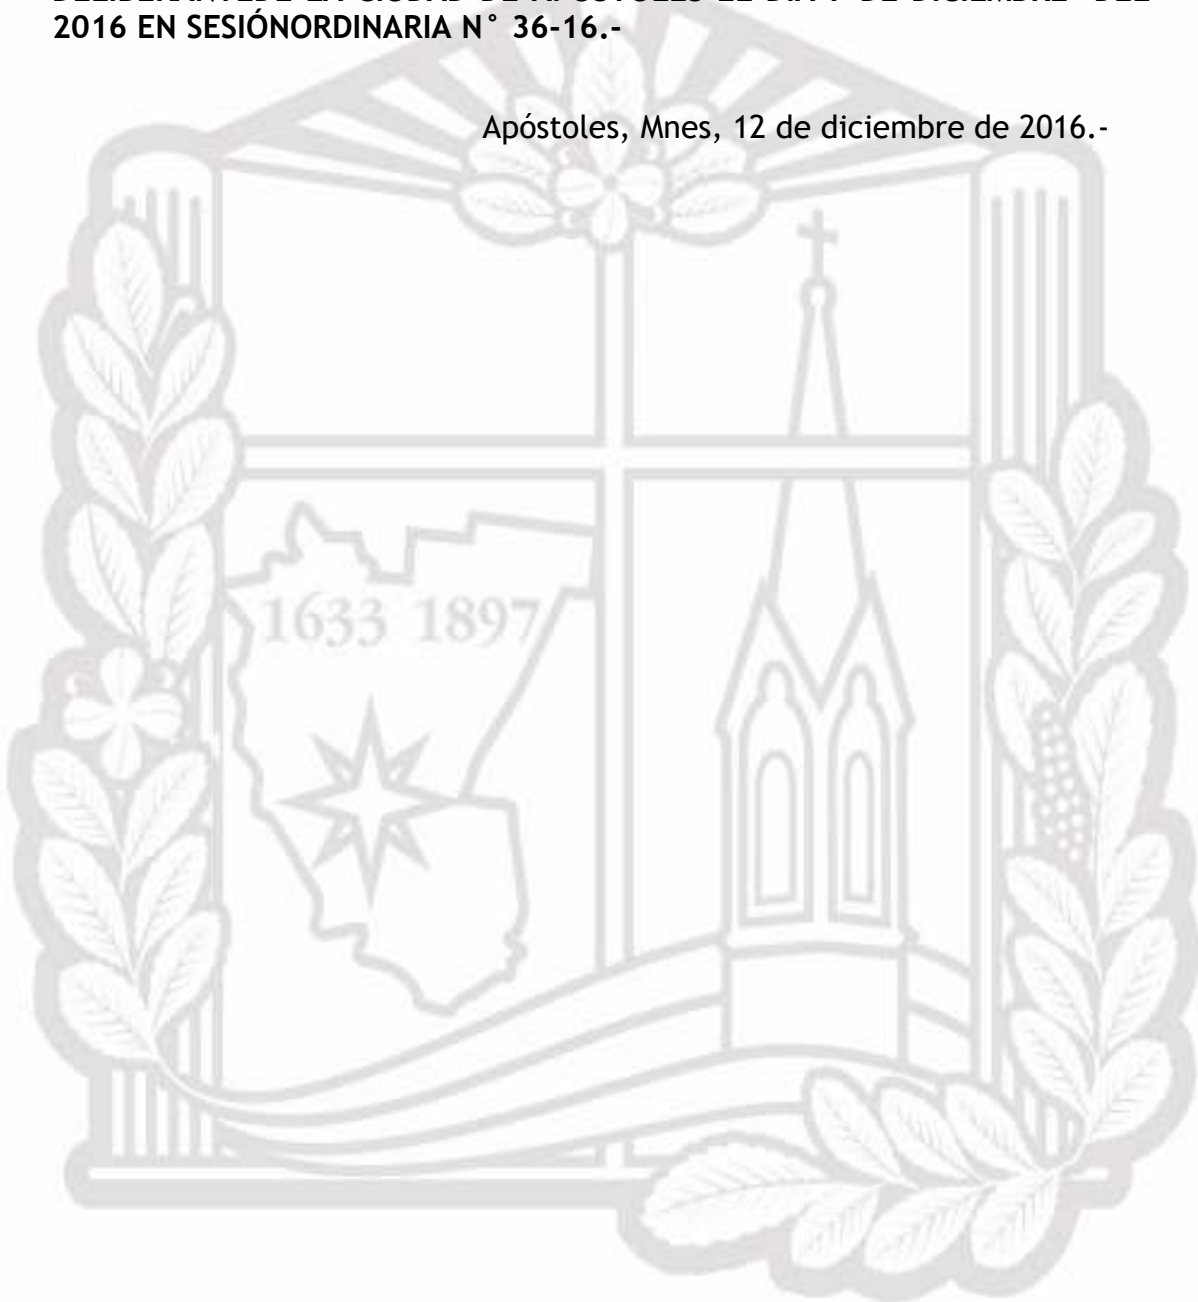 2016 EN SESIÓNORDINARIA N° 36-16.-
Apóstoles, Mnes, 12 de diciembre de 2016.-
1633 1897